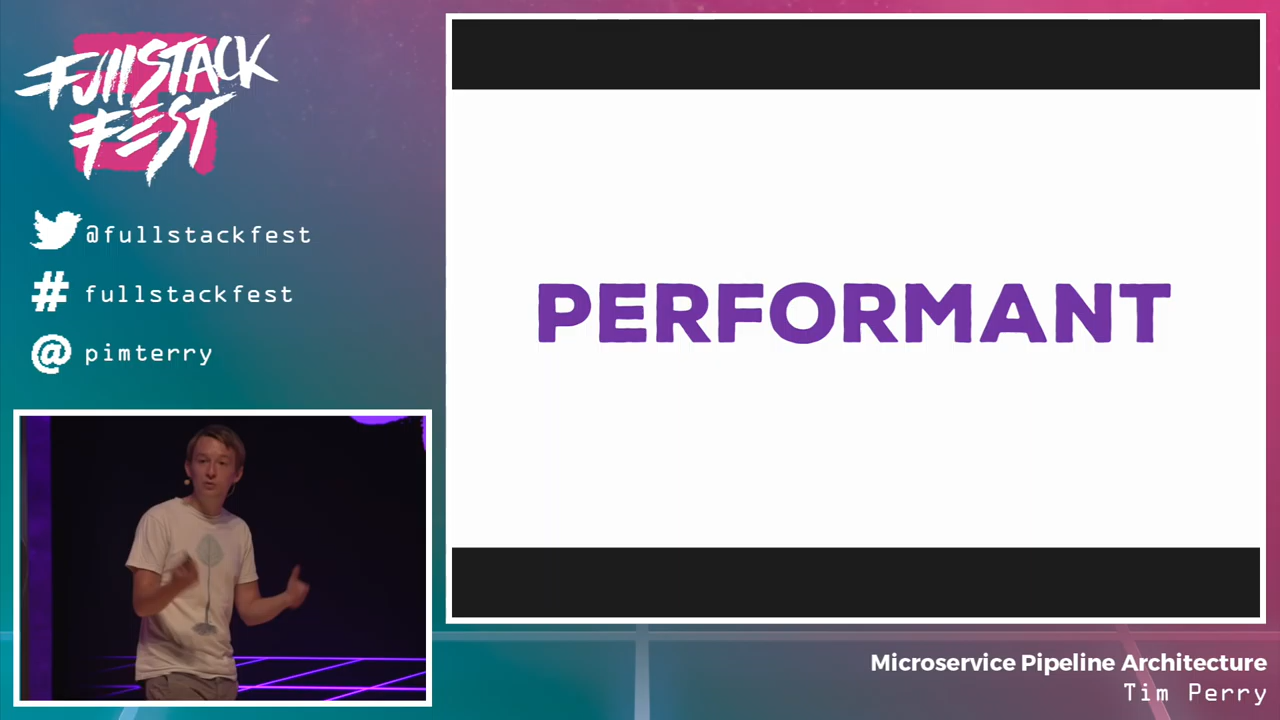 FullSTACK
FEST
@fullstackfest
# fullstackfest
@ pimterry
PERFORMANT
Microservice Pipeline Architecture
Tim Perry